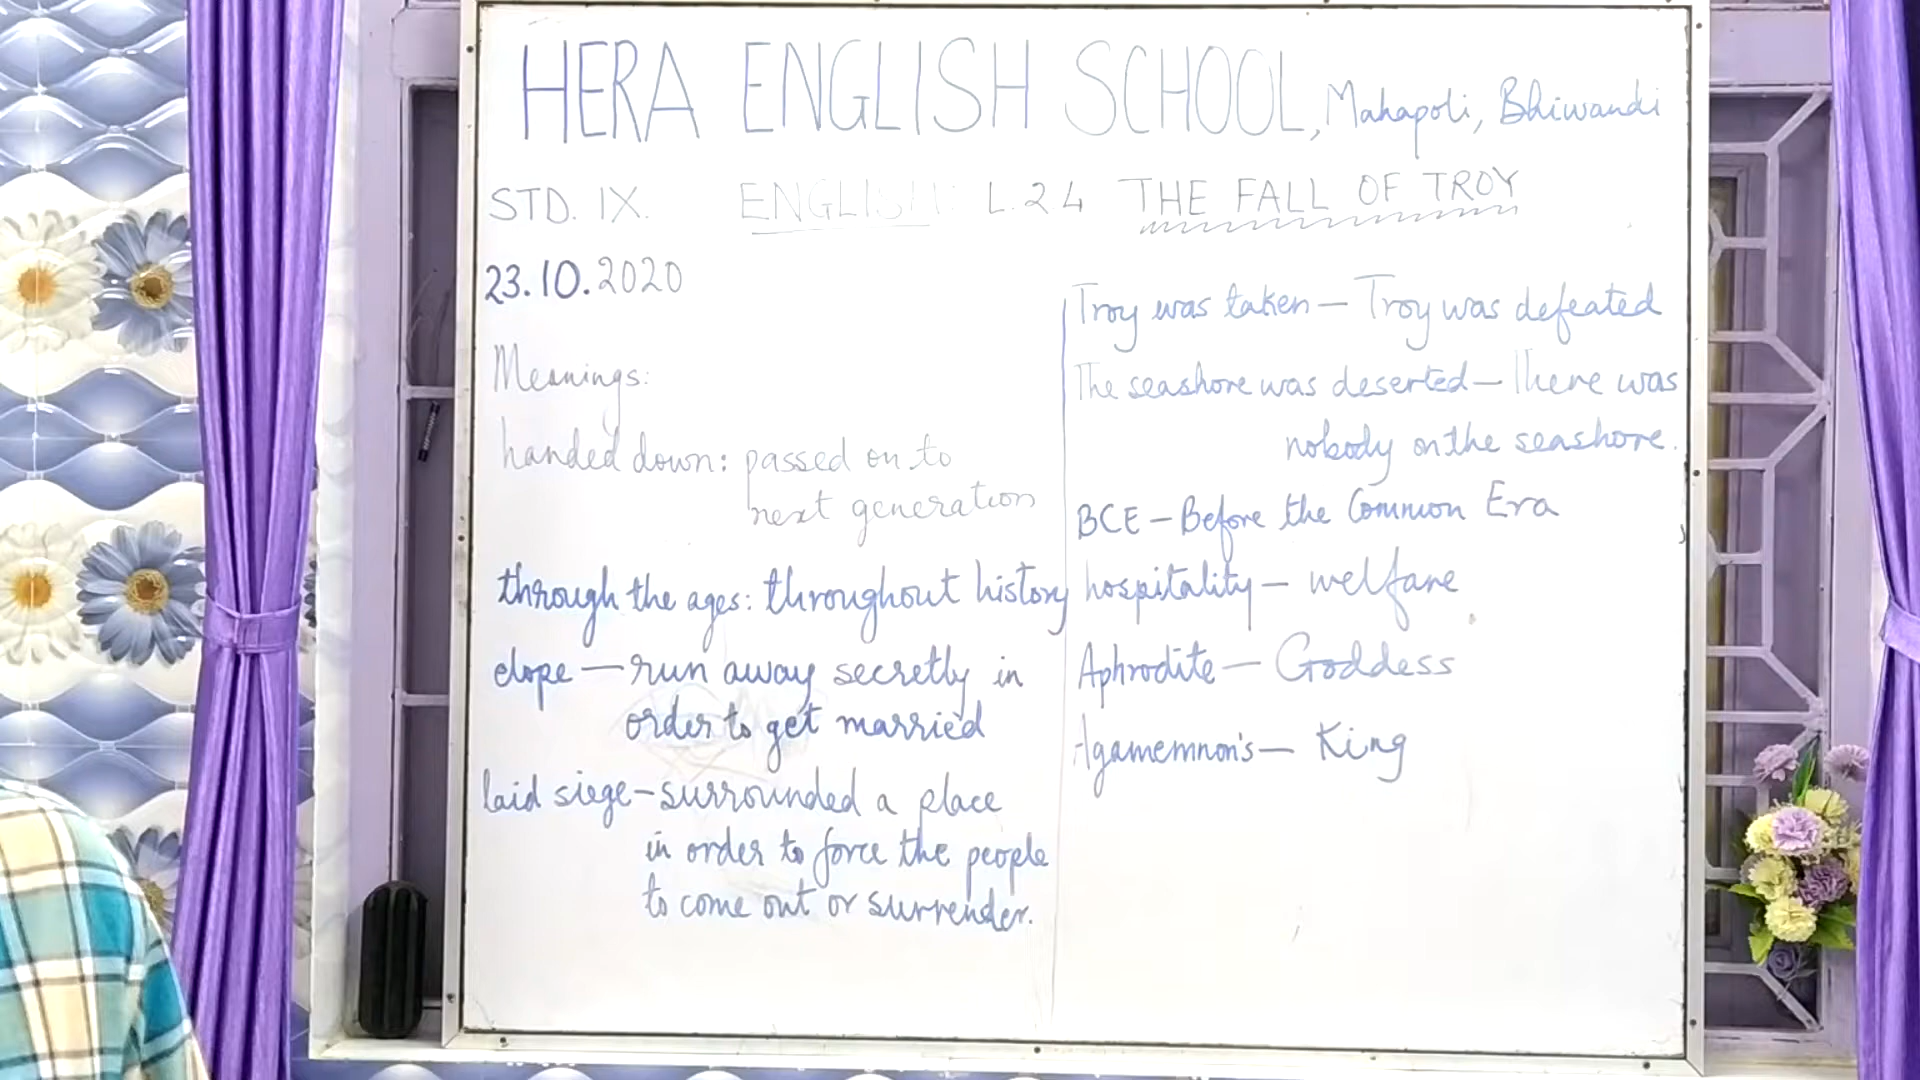 HERA ENGLISH SCHOOL, Mahapoli, Bhiwandi
STD. IX. ENGLISH: L.24 THE FALL OF TROY
23.10.2020
Meanings:
handed down: passed on to
next generation
through the ages: throughout history
elope — run away secretly in
order to get married
laid siege - surrounded a place
in order to force the people
to come out or surrender.
Troy was taken — Troy was defeated
The seashore was deserted — There was
nobody on the seashore.
BCE — Before the Common Era
hospitality — welfare
Aphrodite — Goddess
Agamemnon's — King